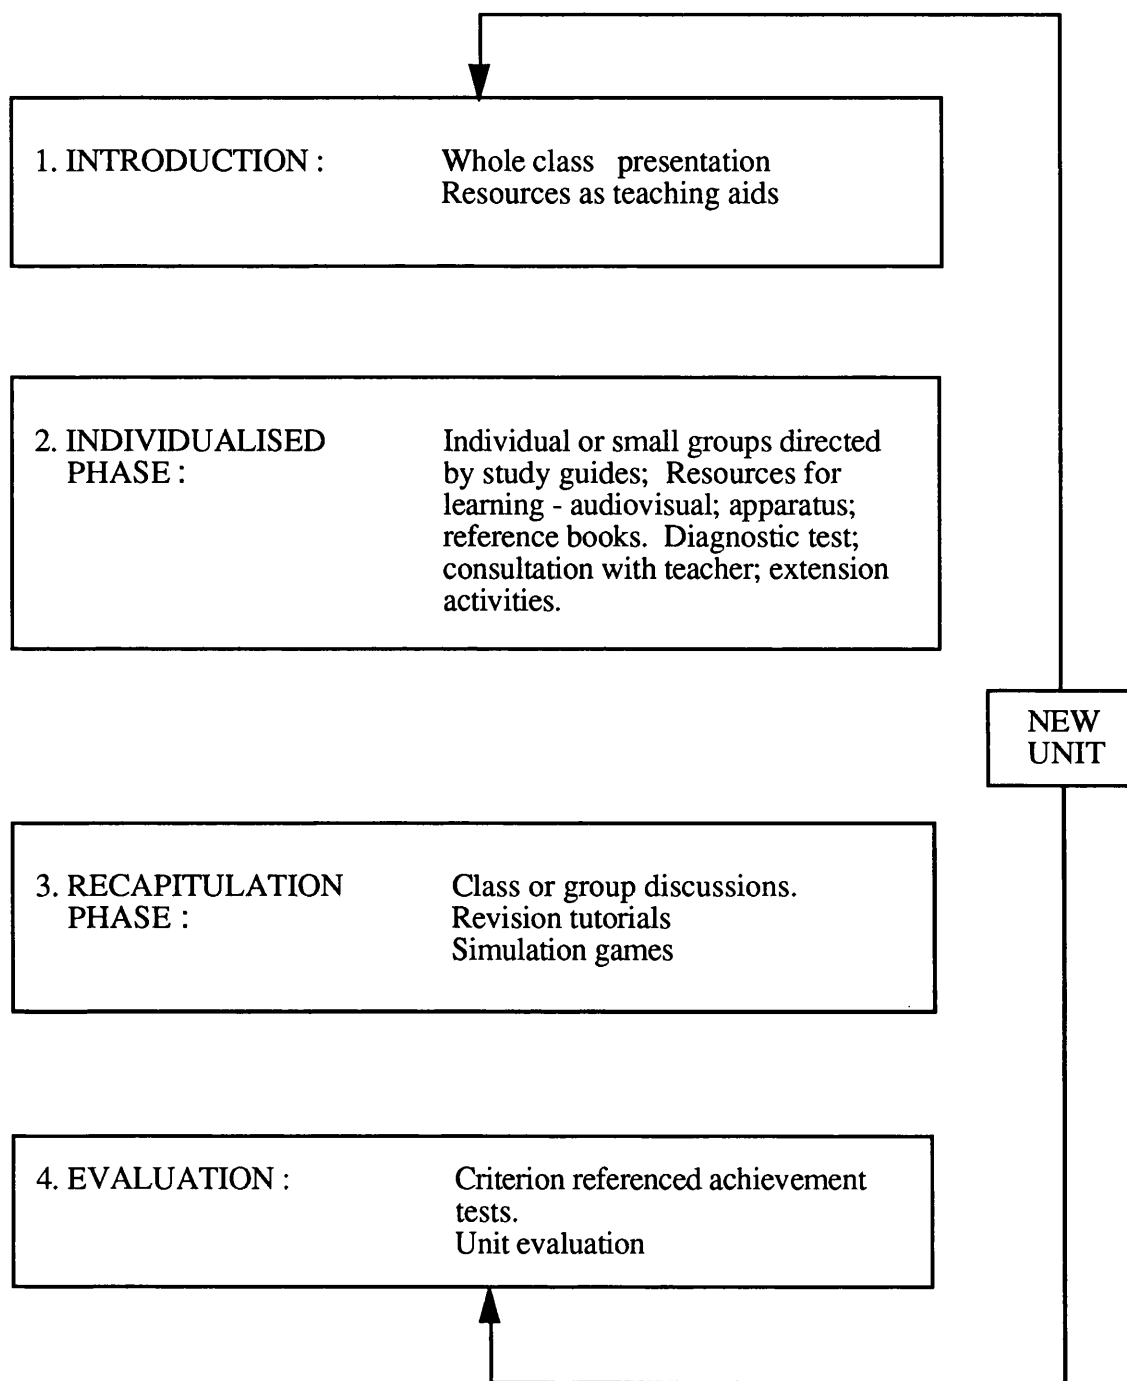 1. INTRODUCTION : Whole class presentation
Resources as teaching aids
2. INDIVIDUALISED Individual or small groups directed
PHASE : by study guides; Resources for
learning - audiovisual; apparatus;
reference books. Diagnostic test;
consultation with teacher; extension
activities.
NEW
UNIT
3. RECAPITULATION Class or group discussions.
PHASE : Revision tutorials
Simulation games
4. EVALUATION : Criterion referenced achievement
tests.
Unit evaluation